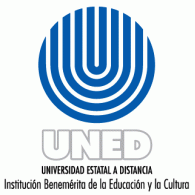 UNED
UNIVERSIDAD ESTATAL A DISTANCIA
Institución Benemérita de la Educación y la Cultura